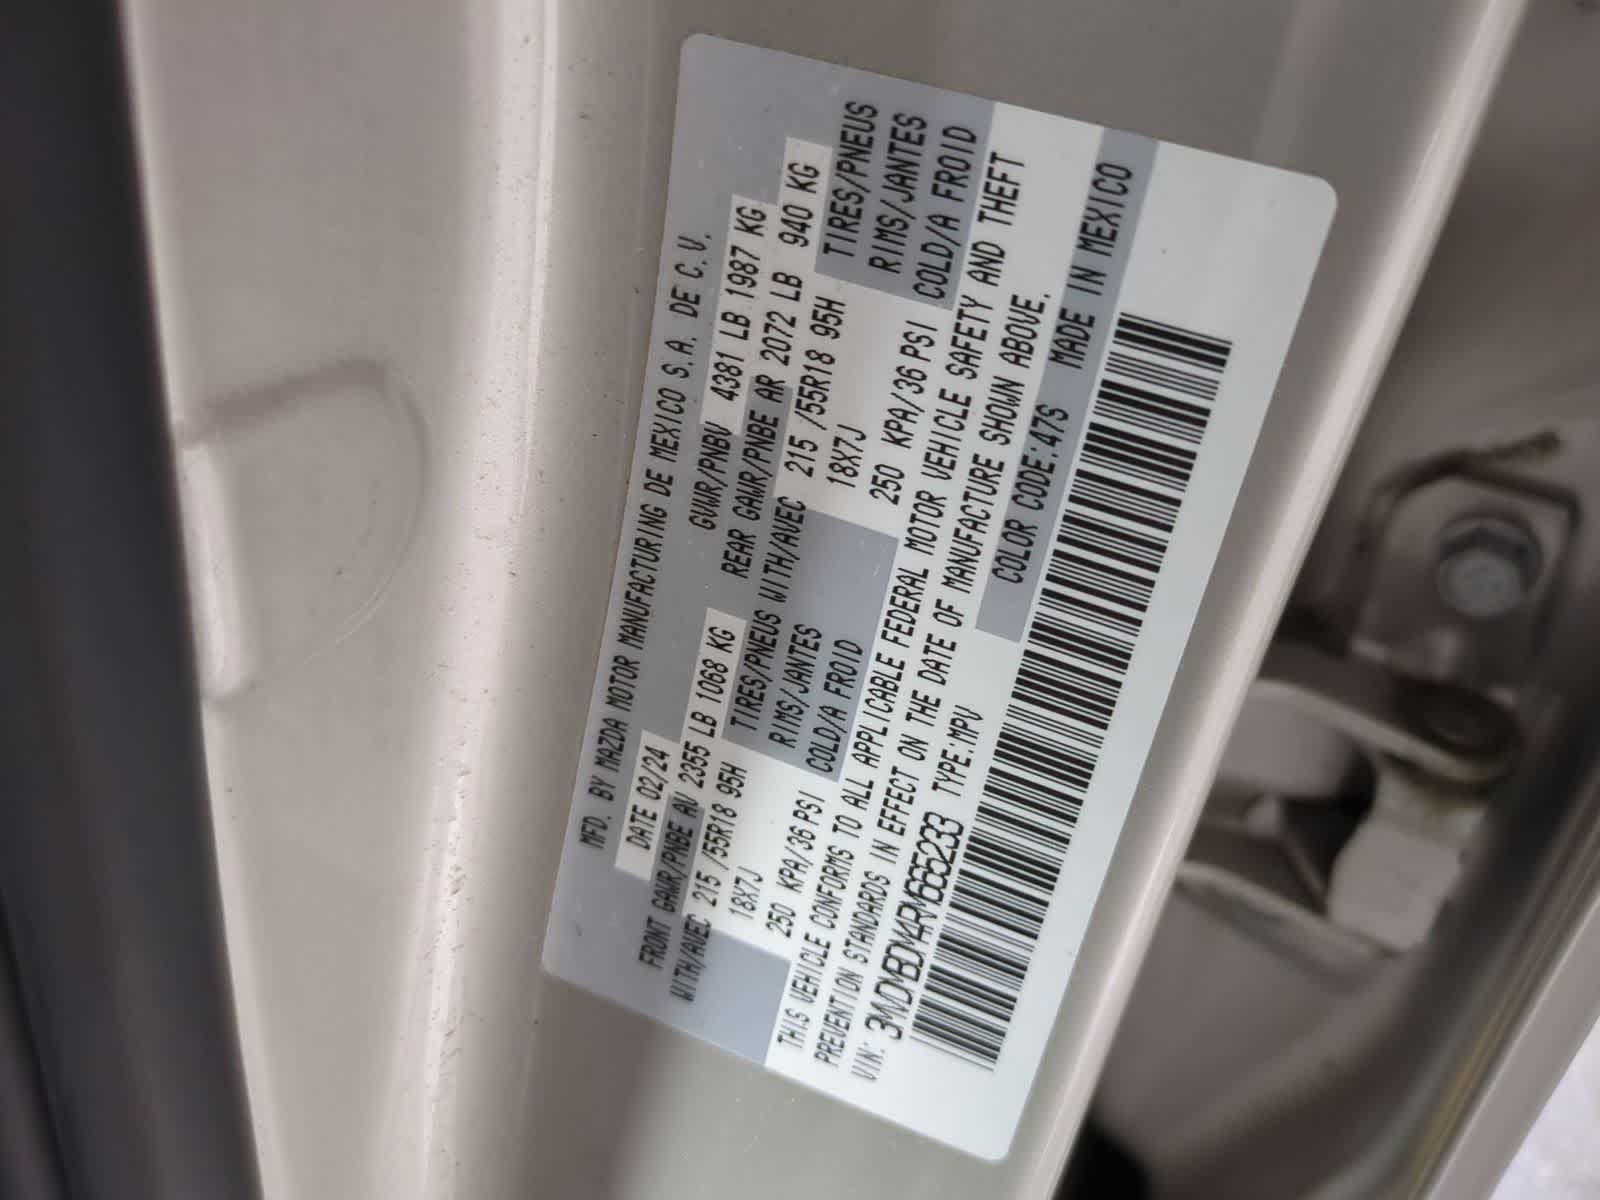 MFD. BY MAZDA MOTOR MANUFACTURING DE MEXICO S.A. DE C.V.
DATE 02/24 GVWR/PNBV 4381 LB 1987 KG
FRONT GAWR/PNBE AV 2355 LB 1068 KG REAR GAWR/PNBE AR 2072 LB 940 KG
WITH/AVEC 215 /55R18 95H TIRES/PNEUS WITH/AVEC 215 /55R18 95H TIRES/PNEUS
18X7J RIMS/JANTES 18X7J RIMS/JANTES
250 KPA/36 PSI COLD/A FROID 250 KPA/36 PSI COLD/A FROID
THIS VEHICLE CONFORMS TO ALL APPLICABLE FEDERAL MOTOR VEHICLE SAFETY AND THEFT
PREVENTION STANDARDS IN EFFECT ON THE DATE OF MANUFACTURE SHOWN ABOVE.
VIN: 3MVDMBDM4RM665233 TYPE:MPV COLOR CODE:47S MADE IN MEXICO